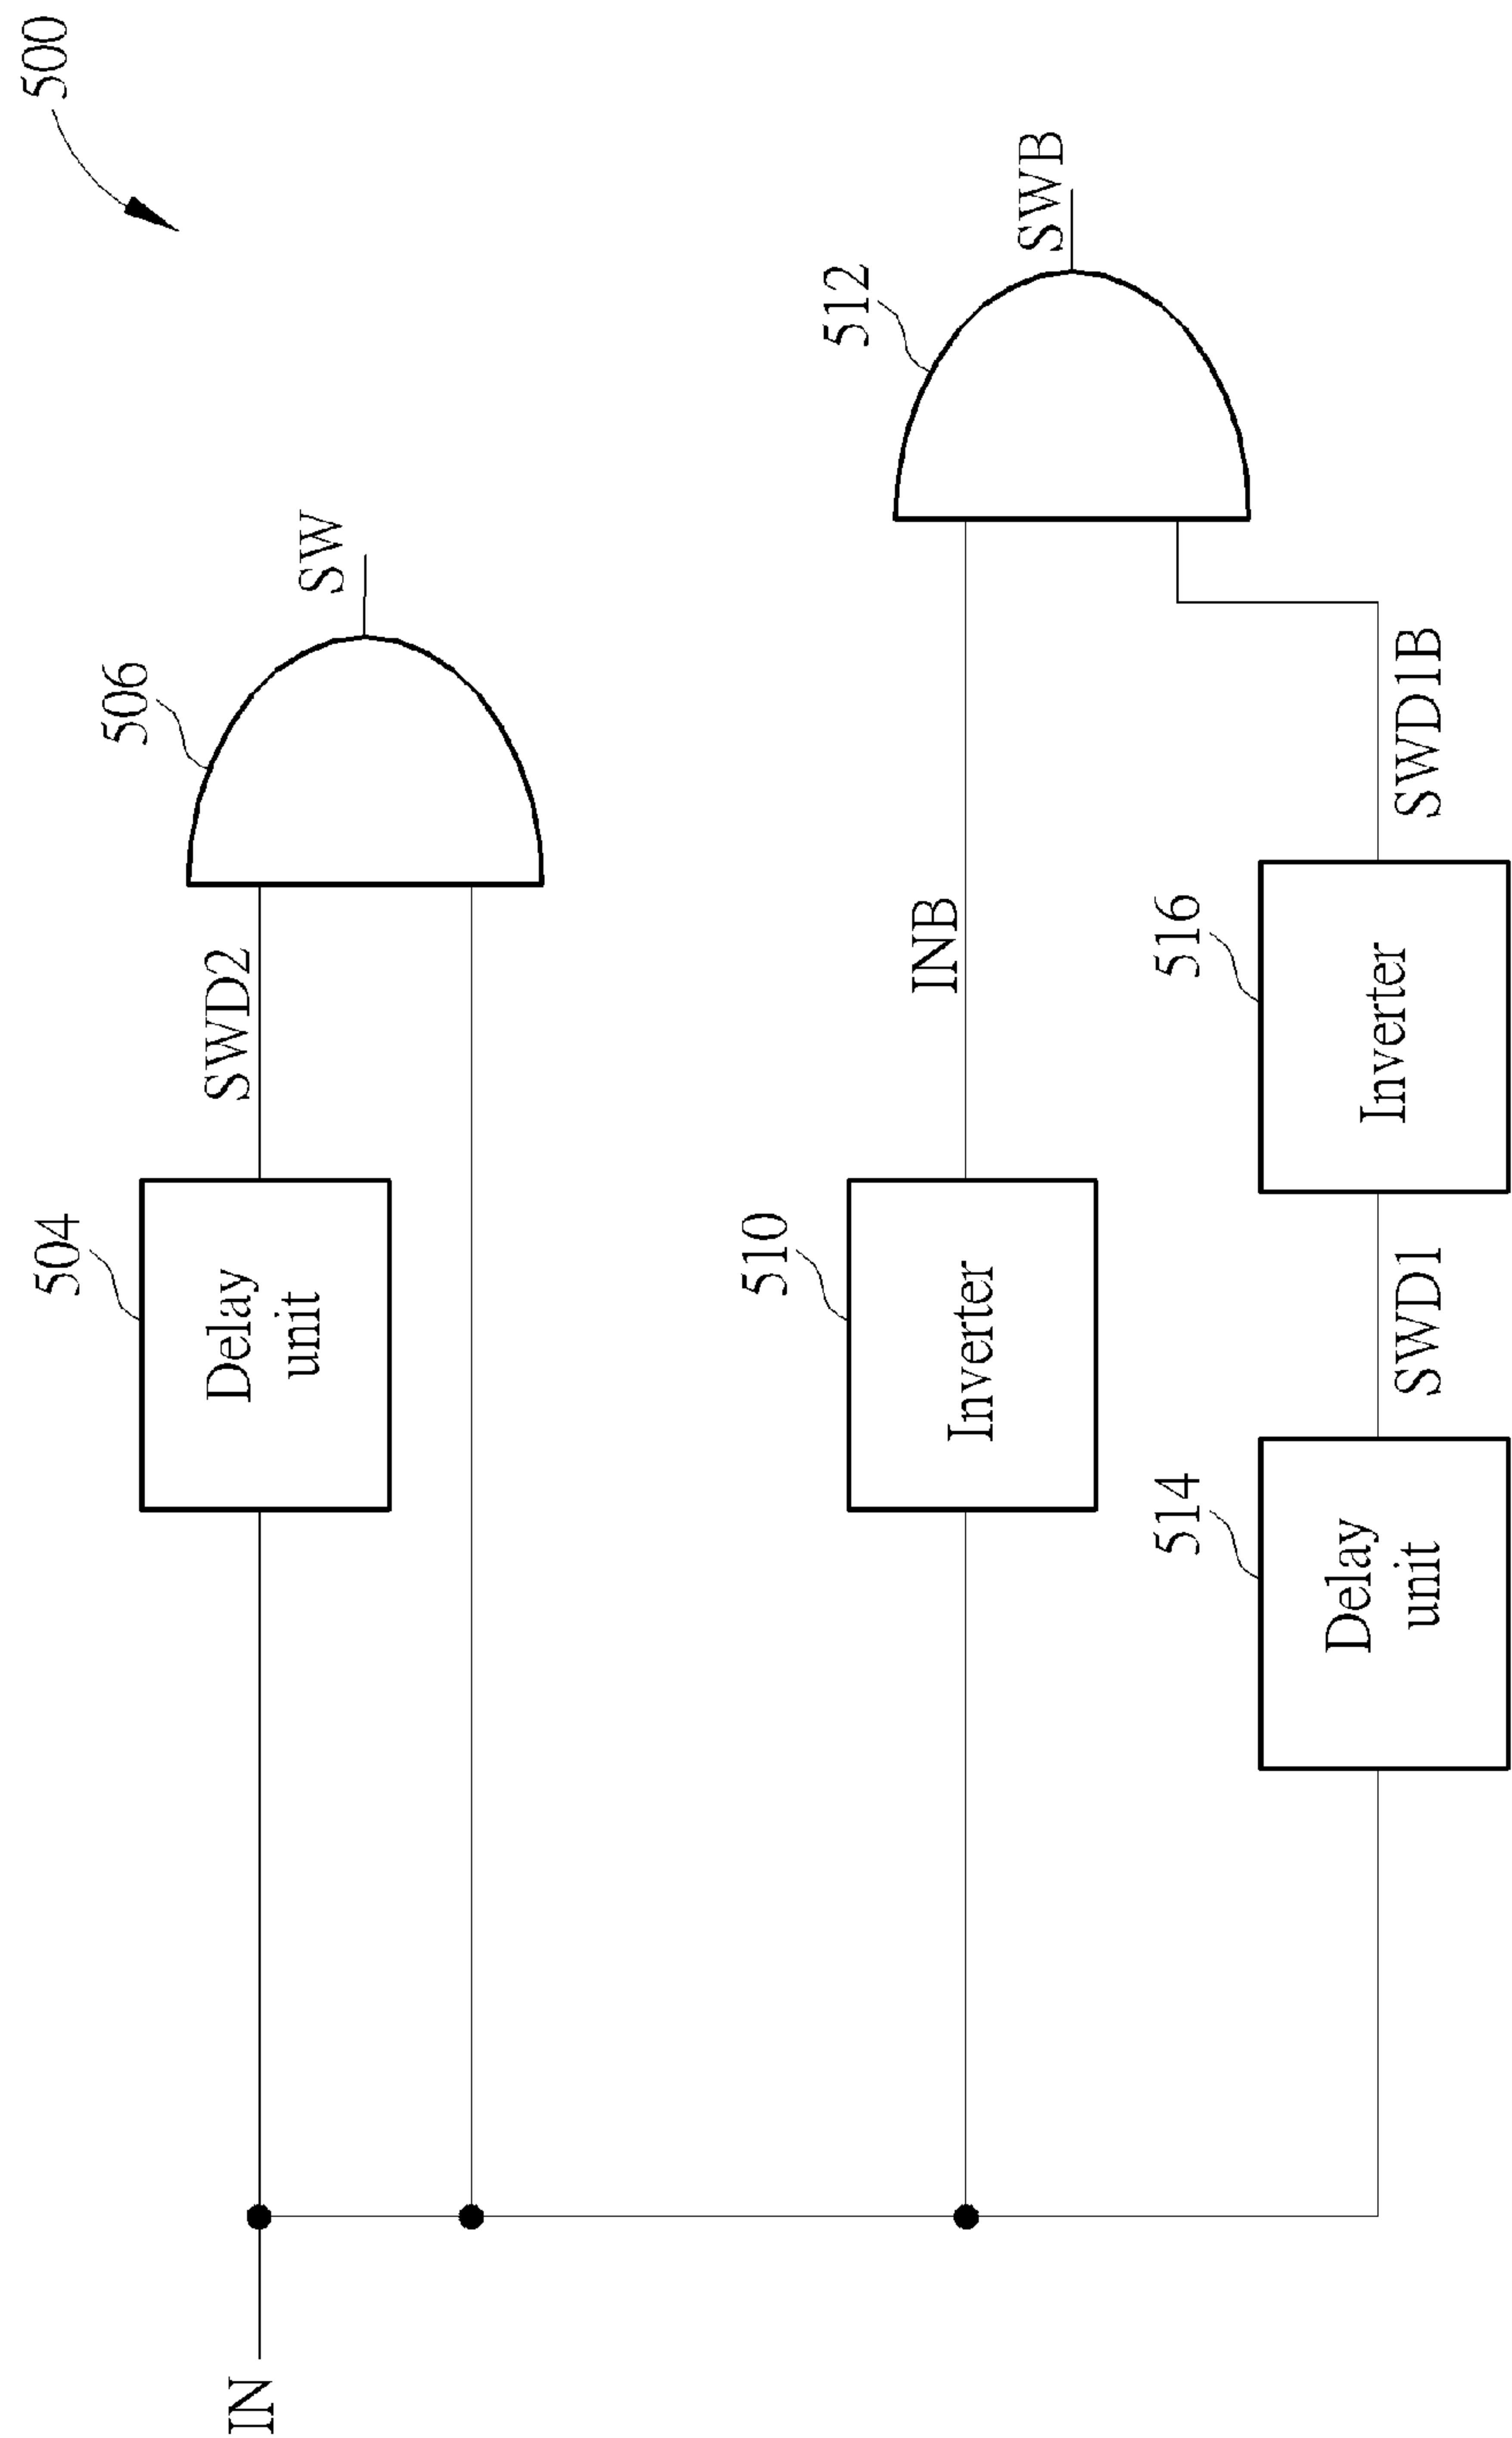 500
504
506
SWD2
SW
Delay
unit
IN
510
512
INB
SWB
Inverter
514
516
Delay
unit
SWD1
Inverter
SWD1B